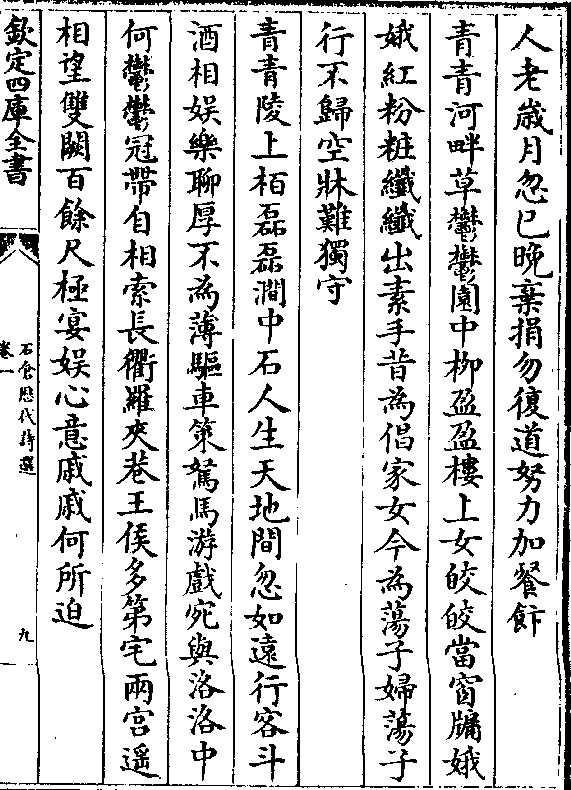 人老歲月忽已晚棄捐勿復道努力加餐飰
青青河畔草鬱鬱園中柳盈盈樓上女皎皎當窗牖娥
娥紅粉粧纎纎出素手昔為倡家女今為蕩子婦蕩子
行不歸空牀難獨守
青青陵上栢磊磊澗中石人生天地間忽如遠行客斗
酒相娯樂聊厚不為薄驅車策駑馬游戲宛與洛洛中
何鬱鬱冠帶自相索長衢羅夾巷王侯多第宅兩宫遥
相望雙闕百餘尺極宴娯心意戚戚何所迫
欽定四庫全書
石倉歷代詩選
卷一
九